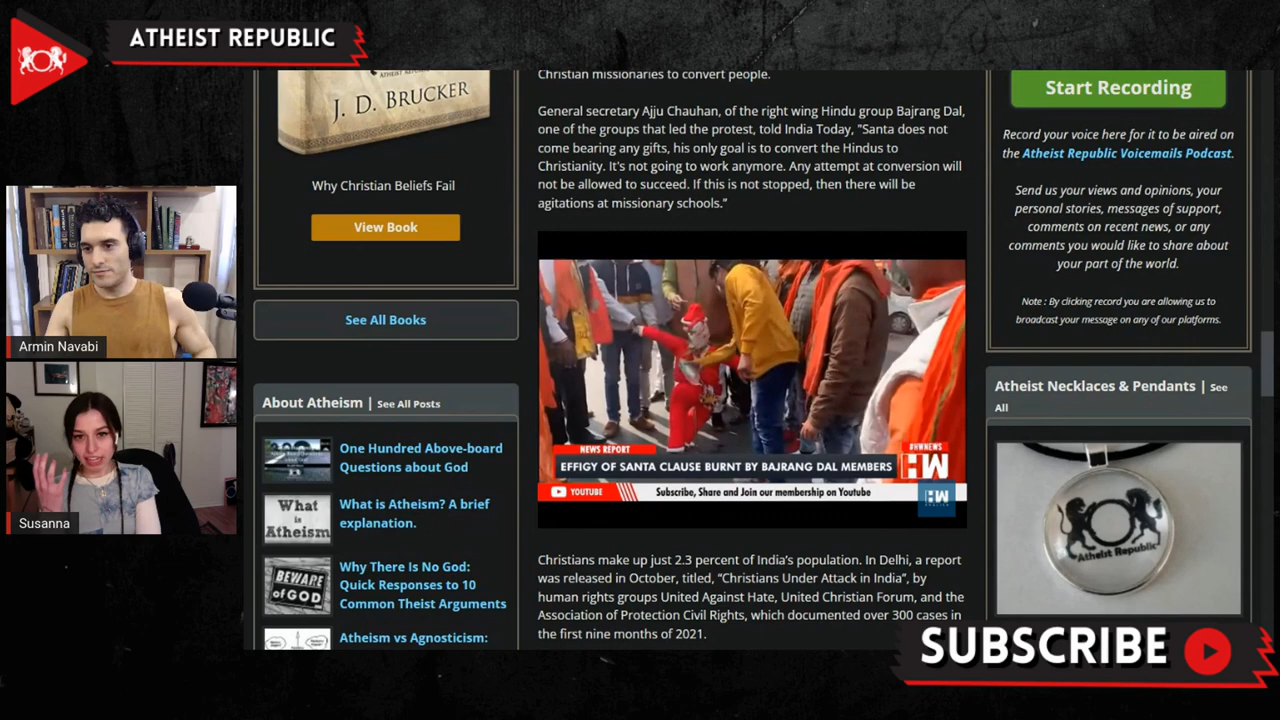 ATHEIST REPUBLIC
ATHEIST REPUBLIC
J. D. BRUCKER
Why Christian Beliefs Fail
View Book
See All Books
About Atheism | See All Posts
One Hundred Above-board
Questions about God
What
is
Atheism
What is Atheism? A brief
explanation.
BEWARE
of GOD
Why There Is No God:
Quick Responses to 10
Common Theist Arguments
Atheism vs Agnosticism:
Armin Navabi
Susanna
Christian missionaries to convert people.
General secretary Ajju Chauhan, of the right wing Hindu group Bajrang Dal,
one of the groups that led the protest, told India Today, "Santa does not
come bearing any gifts, his only goal is to convert the Hindus to
Christianity. It's not going to work anymore. Any attempt at conversion will
not be allowed to succeed. If this is not stopped, then there will be
agitations at missionary schools."
NEWS REPORT
#HWNEWS
EFFIGY OF SANTA CLAUSE BURNT BY BAJRANG DAL MEMBERS
HW
YOUTUBE
Subscribe, Share and Join our membership on Youtube
HW
Christians make up just 2.3 percent of India's population. In Delhi, a report
was released in October, titled, "Christians Under Attack in India", by
human rights groups United Against Hate, United Christian Forum, and the
Association of Protection Civil Rights, which documented over 300 cases in
the first nine months of 2021.
Start Recording
Record your voice here for it to be aired on
the Atheist Republic Voicemails Podcast.
Send us your views and opinions, your
personal stories, messages of support,
comments on recent news, or any
comments you would like to share about
your part of the world.
Note : By clicking record you are allowing us to
broadcast your message on any of our platforms.
Atheist Necklaces & Pendants | See
All
Atheist Republic
SUBSCRIBE